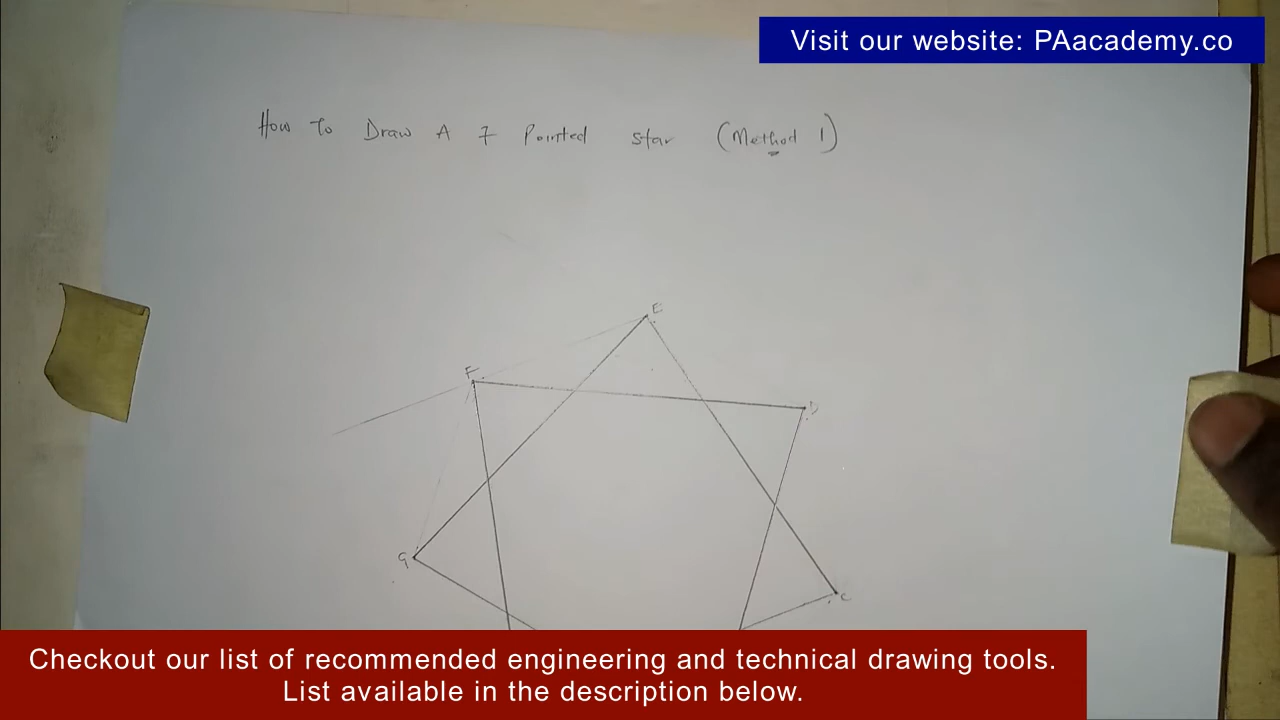 Visit our website: PAacademy.co
How To Draw A 7 Pointed star (Method 1)
E
F
D
G
C
Checkout our list of recommended engineering and technical drawing tools.
List available in the description below.